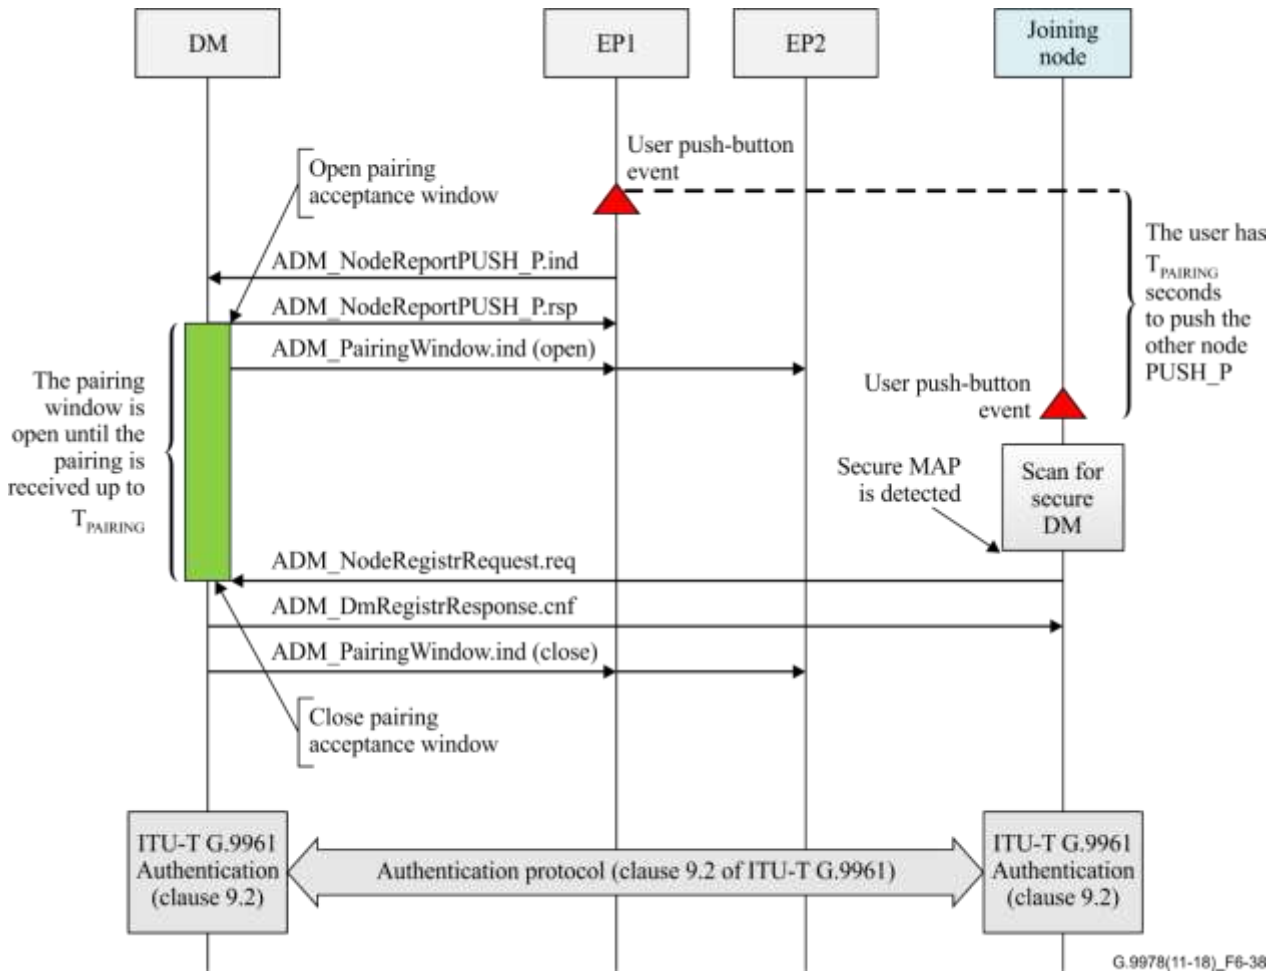 DM
EP1
EP2
Joining
node
User push-button
event
Open pairing
acceptance window
The user has
T_PAIRING
seconds
to push the
other node
PUSH_P
ADM_NodeReportPUSH_P.ind
ADM_NodeReportPUSH_P.rsp
ADM_PairingWindow.ind (open)
The pairing
window is
open until the
pairing is
received up to
T_PAIRING
User push-button
event
Secure MAP
is detected
Scan for
secure
DM
ADM_NodeRegistrRequest.req
ADM_DmRegistrResponse.cnf
ADM_PairingWindow.ind (close)
Close pairing
acceptance window
ITU-T G.9961
Authentication
(clause 9.2)
Authentication protocol (clause 9.2 of ITU-T G.9961)
ITU-T G.9961
Authentication
(clause 9.2)
G.9978(11-18)_F6-38